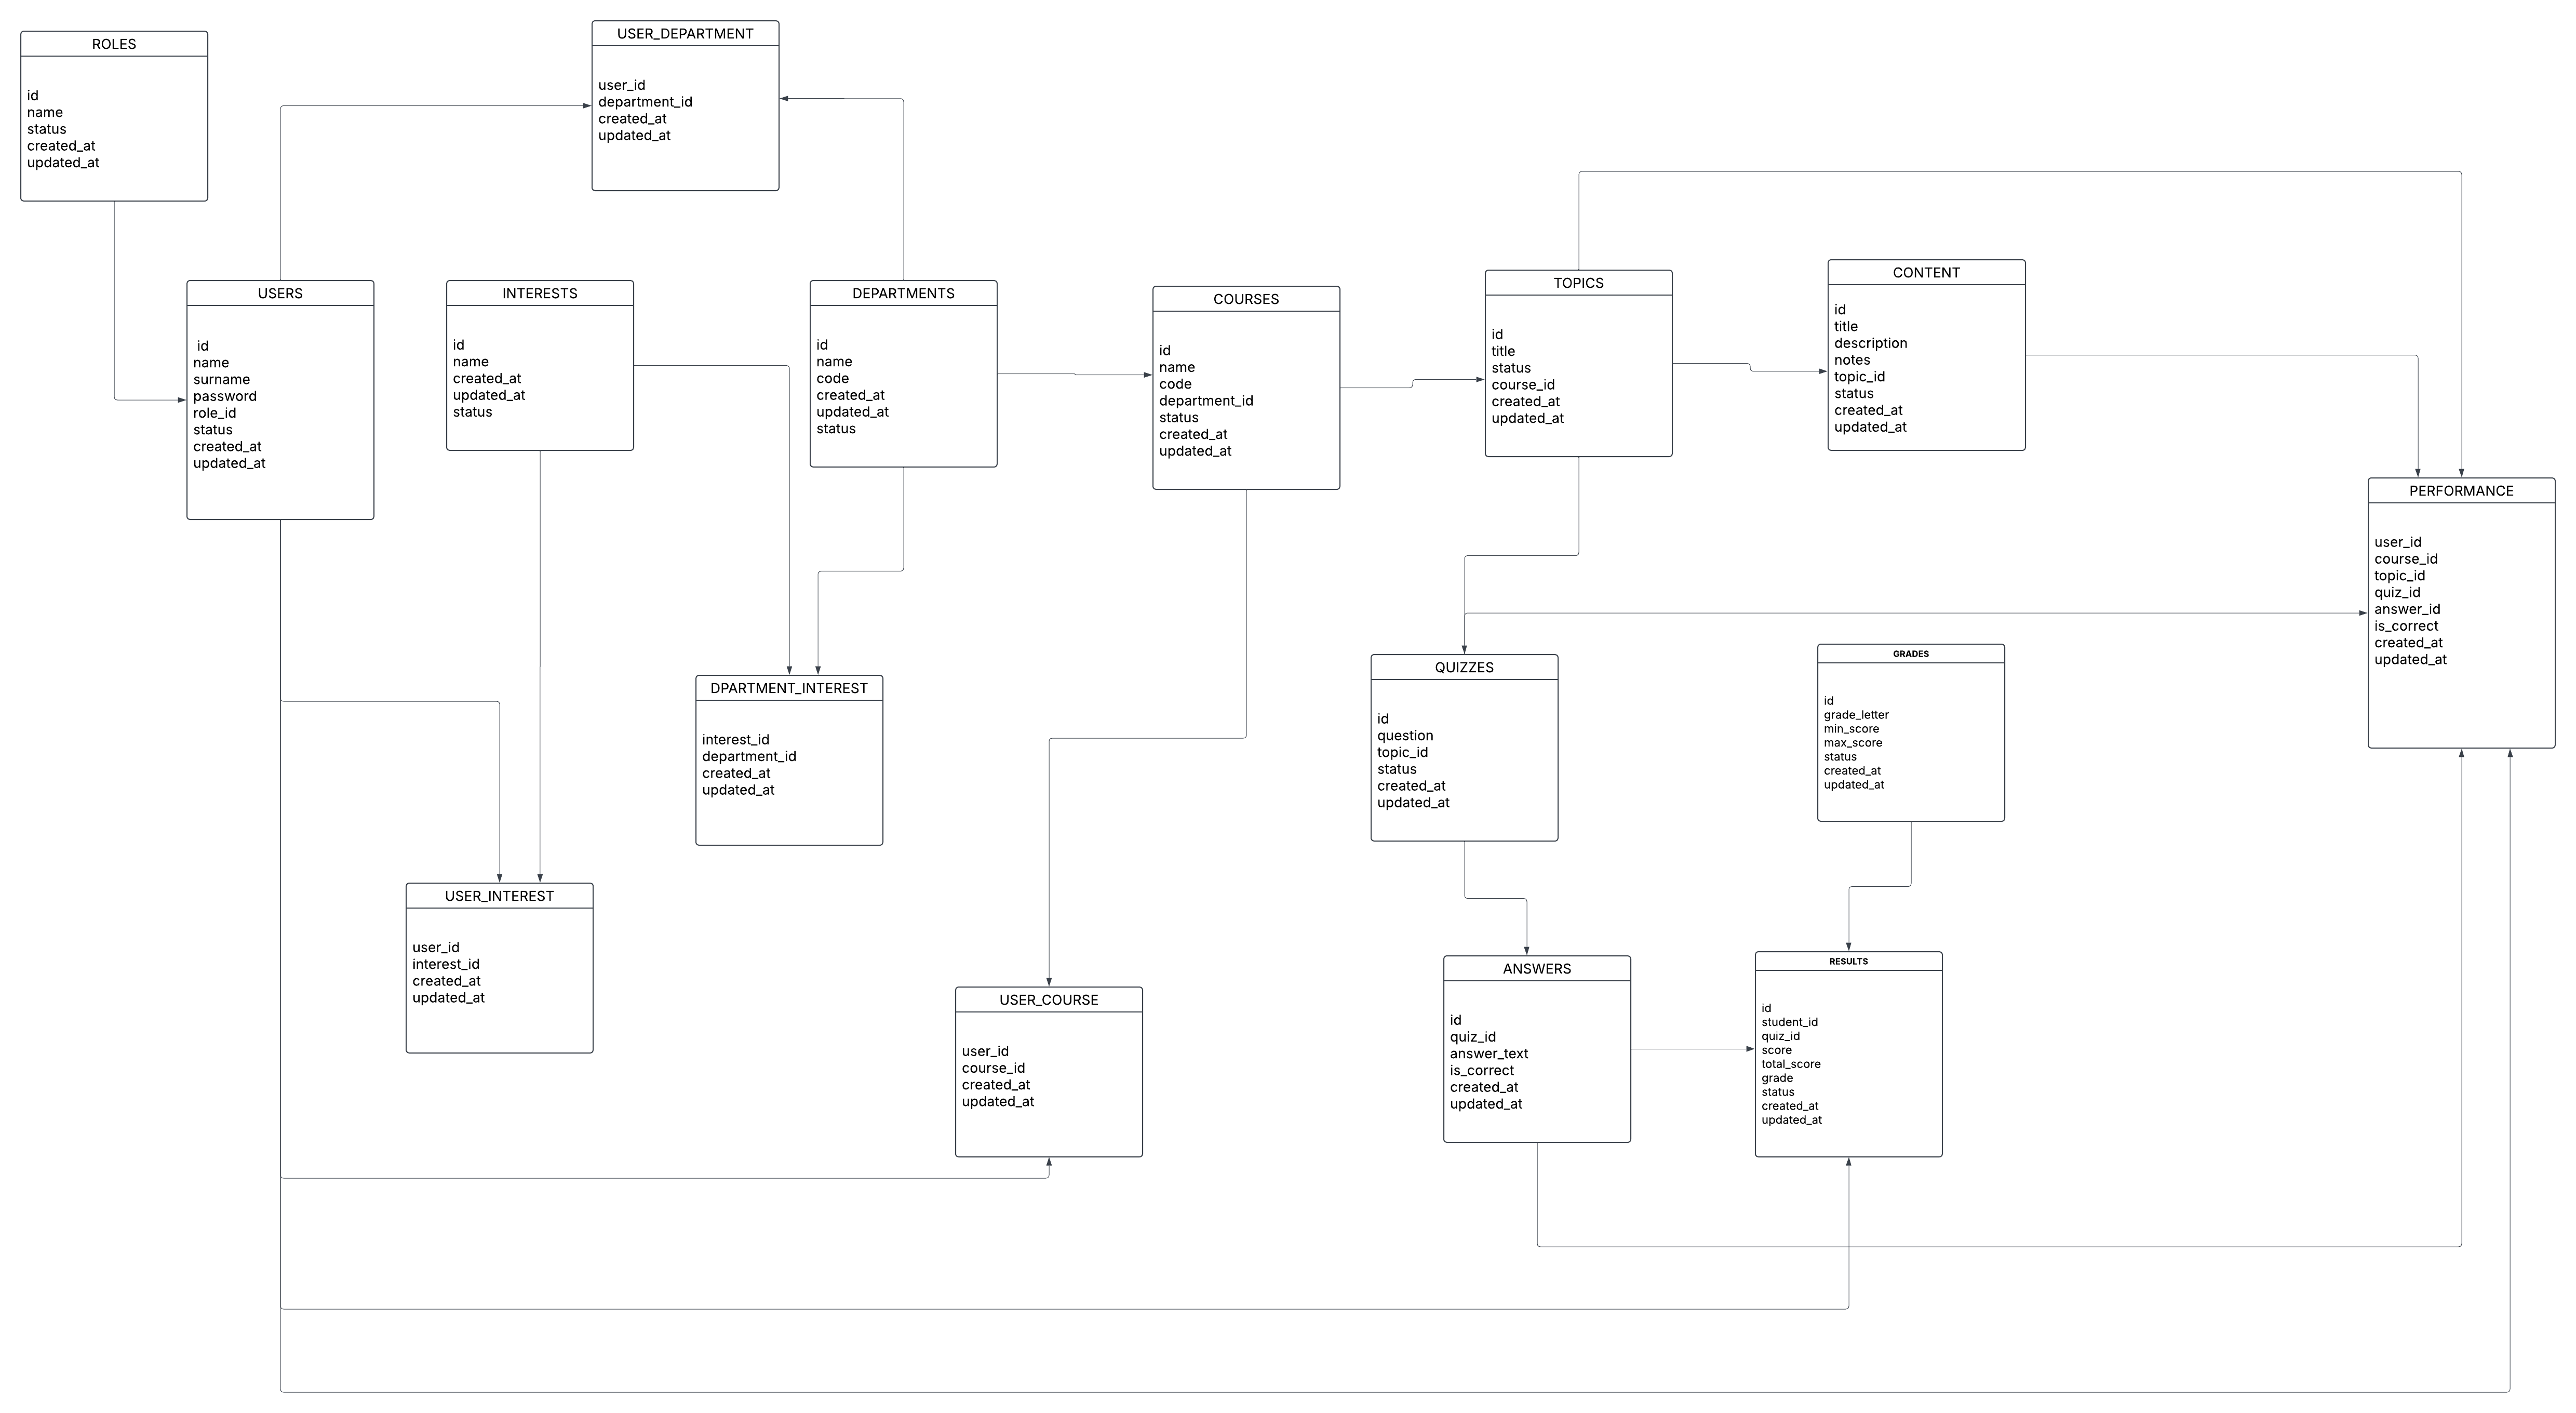 ROLES
id
name
status
created_at
updated_at
USER_DEPARTMENT
user_id
department_id
created_at
updated_at
USERS
id
name
surname
password
role_id
status
created_at
updated_at
INTERESTS
id
name
created_at
updated_at
status
DEPARTMENTS
id
name
code
created_at
updated_at
status
COURSES
id
name
code
department_id
status
created_at
updated_at
TOPICS
id
title
status
course_id
created_at
updated_at
CONTENT
id
title
description
notes
topic_id
status
created_at
updated_at
PERFORMANCE
user_id
course_id
topic_id
quiz_id
answer_id
is_correct
created_at
updated_at
DPARTMENT_INTEREST
interest_id
department_id
created_at
updated_at
QUIZZES
id
question
topic_id
status
created_at
updated_at
GRADES
id
grade_letter
min_score
max_score
status
created_at
updated_at
USER_INTEREST
user_id
interest_id
created_at
updated_at
USER_COURSE
user_id
course_id
created_at
updated_at
ANSWERS
id
quiz_id
answer_text
is_correct
created_at
updated_at
RESULTS
id
student_id
quiz_id
score
total_score
grade
status
created_at
updated_at